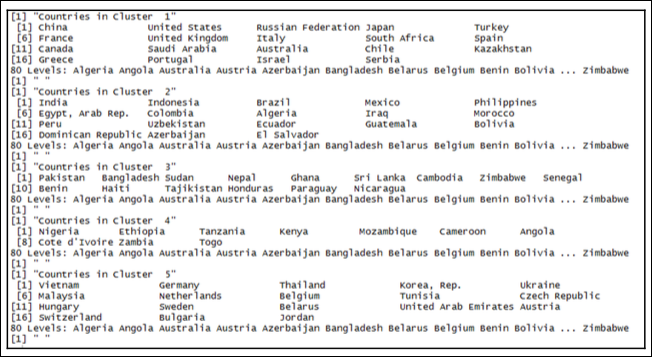 [1] "Countries in Cluster  1"
 [1] China              United States      Russian Federation Japan              Turkey
 [6] France             United Kingdom     Italy              South Africa       Spain
[11] Canada             Saudi Arabia       Australia          Chile              Kazakhstan
[16] Greece             Portugal           Israel             Serbia
80 Levels: Algeria Angola Australia Austria Azerbaijan Bangladesh Belarus Belgium Benin Bolivia ... Zimbabwe
[1] " "
[1] "Countries in Cluster  2"
 [1] India              Indonesia          Brazil             Mexico             Philippines
 [6] Egypt, Arab Rep.   Colombia           Algeria            Iraq               Morocco
[11] Peru               Uzbekistan         Ecuador            Guatemala          Bolivia
[16] Dominican Republic Azerbaijan         El Salvador
80 Levels: Algeria Angola Australia Austria Azerbaijan Bangladesh Belarus Belgium Benin Bolivia ... Zimbabwe
[1] " "
[1] "Countries in Cluster  3"
 [1] Pakistan   Bangladesh Sudan      Nepal      Ghana      Sri Lanka  Cambodia   Zimbabwe   Senegal
[10] Benin      Haiti      Tajikistan Honduras   Paraguay   Nicaragua
80 Levels: Algeria Angola Australia Austria Azerbaijan Bangladesh Belarus Belgium Benin Bolivia ... Zimbabwe
[1] " "
[1] "Countries in Cluster  4"
 [1] Nigeria       Ethiopia      Tanzania      Kenya         Mozambique    Cameroon      Angola
 [8] Cote d'Ivoire Zambia        Togo
80 Levels: Algeria Angola Australia Austria Azerbaijan Bangladesh Belarus Belgium Benin Bolivia ... Zimbabwe
[1] " "
[1] "Countries in Cluster  5"
 [1] Vietnam              Germany              Thailand             Korea, Rep.          Ukraine
 [6] Malaysia             Netherlands          Belgium              Tunisia              Czech Republic
[11] Hungary              Sweden               Belarus              United Arab Emirates Austria
[16] Switzerland          Bulgaria             Jordan
80 Levels: Algeria Angola Australia Austria Azerbaijan Bangladesh Belarus Belgium Benin Bolivia ... Zimbabwe
[1] " "